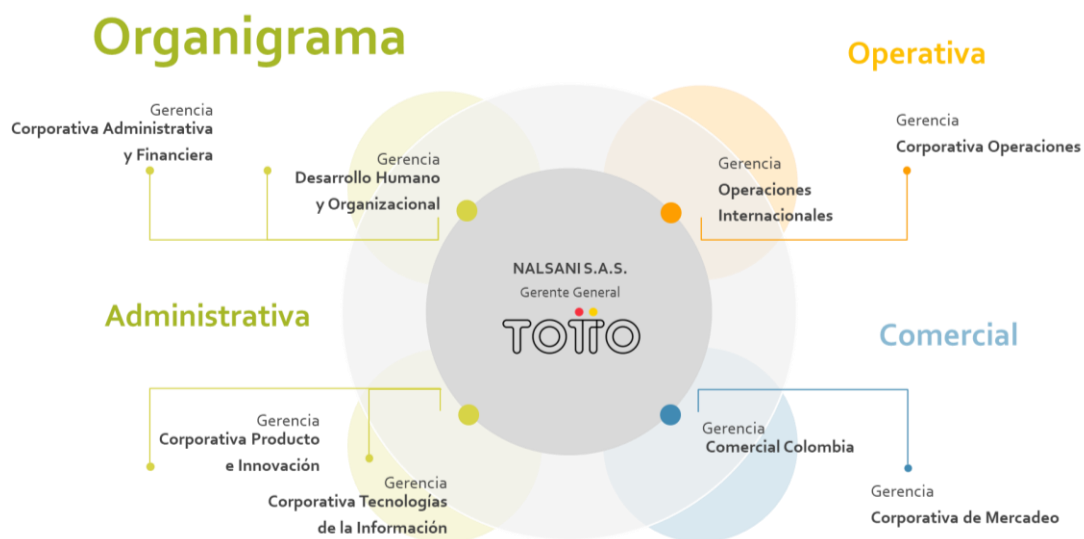 Organigrama
Operativa
Gerencia
Corporativa Administrativa
y Financiera
Gerencia
Desarrollo Humano
y Organizacional
Gerencia
Operaciones
Internacionales
Gerencia
Corporativa Operaciones
NALSANI S.A.S.
Gerente General
TOTTO
Administrativa
Comercial
Gerencia
Corporativa Producto
e Innovación
Gerencia
Corporativa Tecnologías
de la Información
Gerencia
Comercial Colombia
Gerencia
Corporativa de Mercadeo